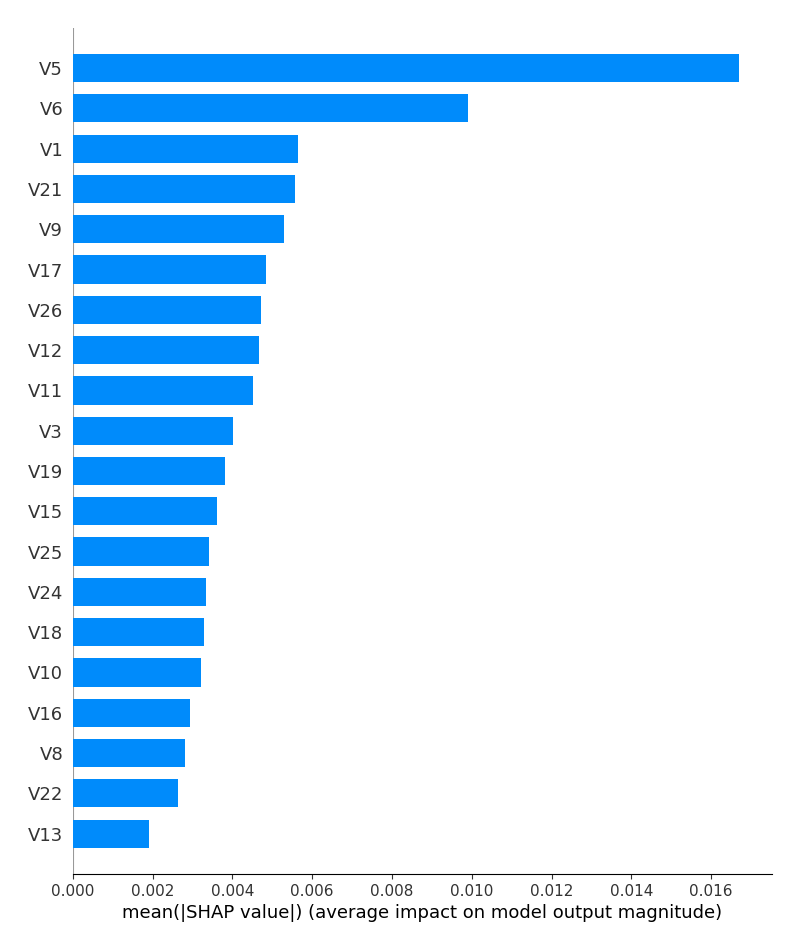 V5
V6
V1
V21
V9
V17
V26
V12
V11
V3
V19
V15
V25
V24
V18
V10
V16
V8
V22
V13
0.000 0.002 0.004 0.006 0.008 0.010 0.012 0.014 0.016
mean(|SHAP value|) (average impact on model output magnitude)